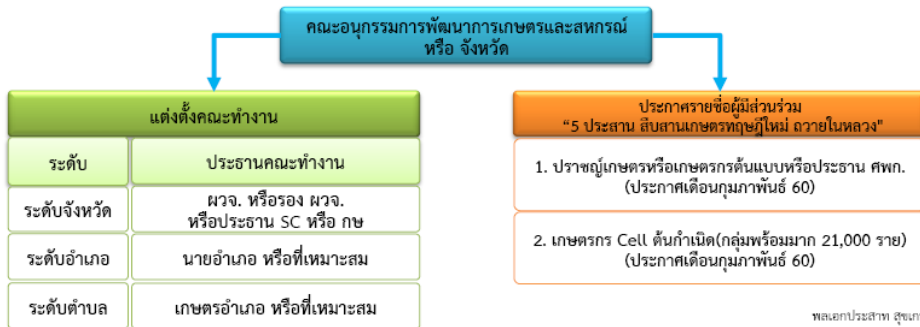 คณะอนุกรรมการพัฒนาการเกษตรและสหกรณ์
หรือ จังหวัด
แต่งตั้งคณะทำงาน
ระดับ ประธานคณะทำงาน
ระดับจังหวัด ผวจ. หรือรอง ผวจ.
หรือประธาน SC หรือ กษ
ระดับอำเภอ นายอำเภอ หรือที่เหมาะสม
ระดับตำบล เกษตรอำเภอ หรือที่เหมาะสม
ประกาศรายชื่อผู้มีส่วนร่วม
“5 ประสาน สืบสานเกษตรทฤษฎีใหม่ ถวายในหลวง"
1. ปราชญ์เกษตรหรือเกษตรกรต้นแบบหรือประธาน ศพก.
(ประกาศเดือนกุมภาพันธ์ 60)
2. เกษตรกร Cell ต้นกำเนิด(กลุ่มพร้อมมาก 21,000 ราย)
(ประกาศเดือนกุมภาพันธ์ 60)
พลเอกประสาท